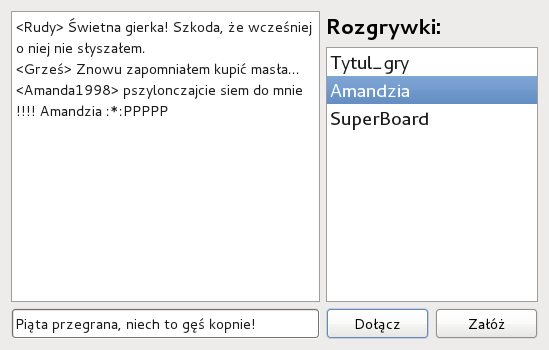 <Rudy> Świetna gierka! Szkoda, że wcześniej
o niej nie słyszałem.
<Grześ> Znowu zapomniałem kupić masła...
<Amanda1998> pszylonczajcie siem do mnie
!!!! Amandzia :*:PPPPP
Piąta przegrana, niech to gęś kopnie!
Rozgrywki:
Tytul_gry
Amandzia
SuperBoard
Dołącz
Załóż